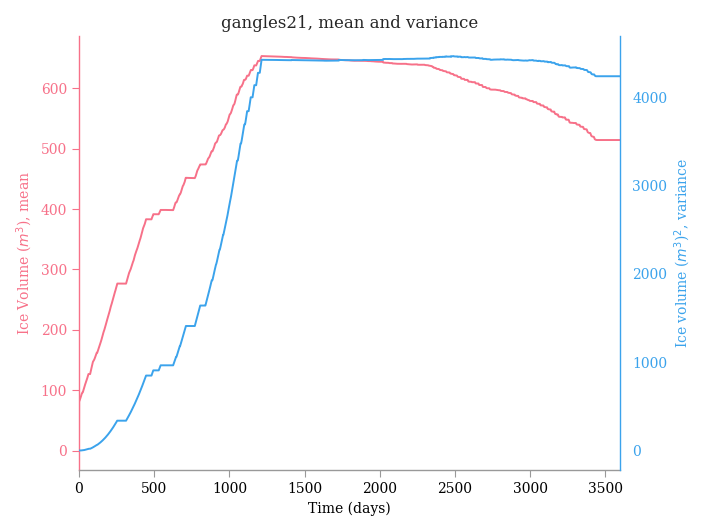 gangles21, mean and variance
Ice Volume (m³), mean
600
500
400
300
200
100
0
Ice volume (m³)², variance
4000
3000
2000
1000
0
0 500 1000 1500 2000 2500 3000 3500
Time (days)